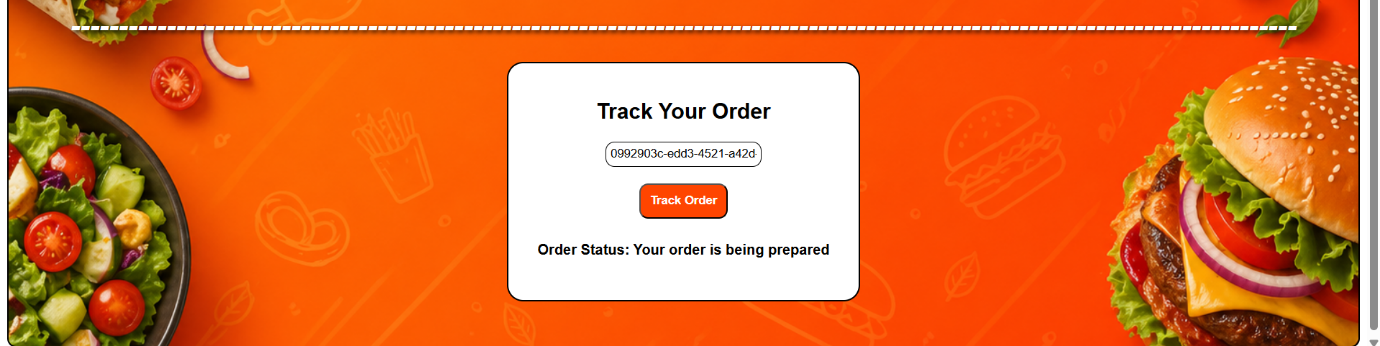 Track Your Order
0992903c-edd3-4521-a42d-
Track Order
Order Status: Your order is being prepared